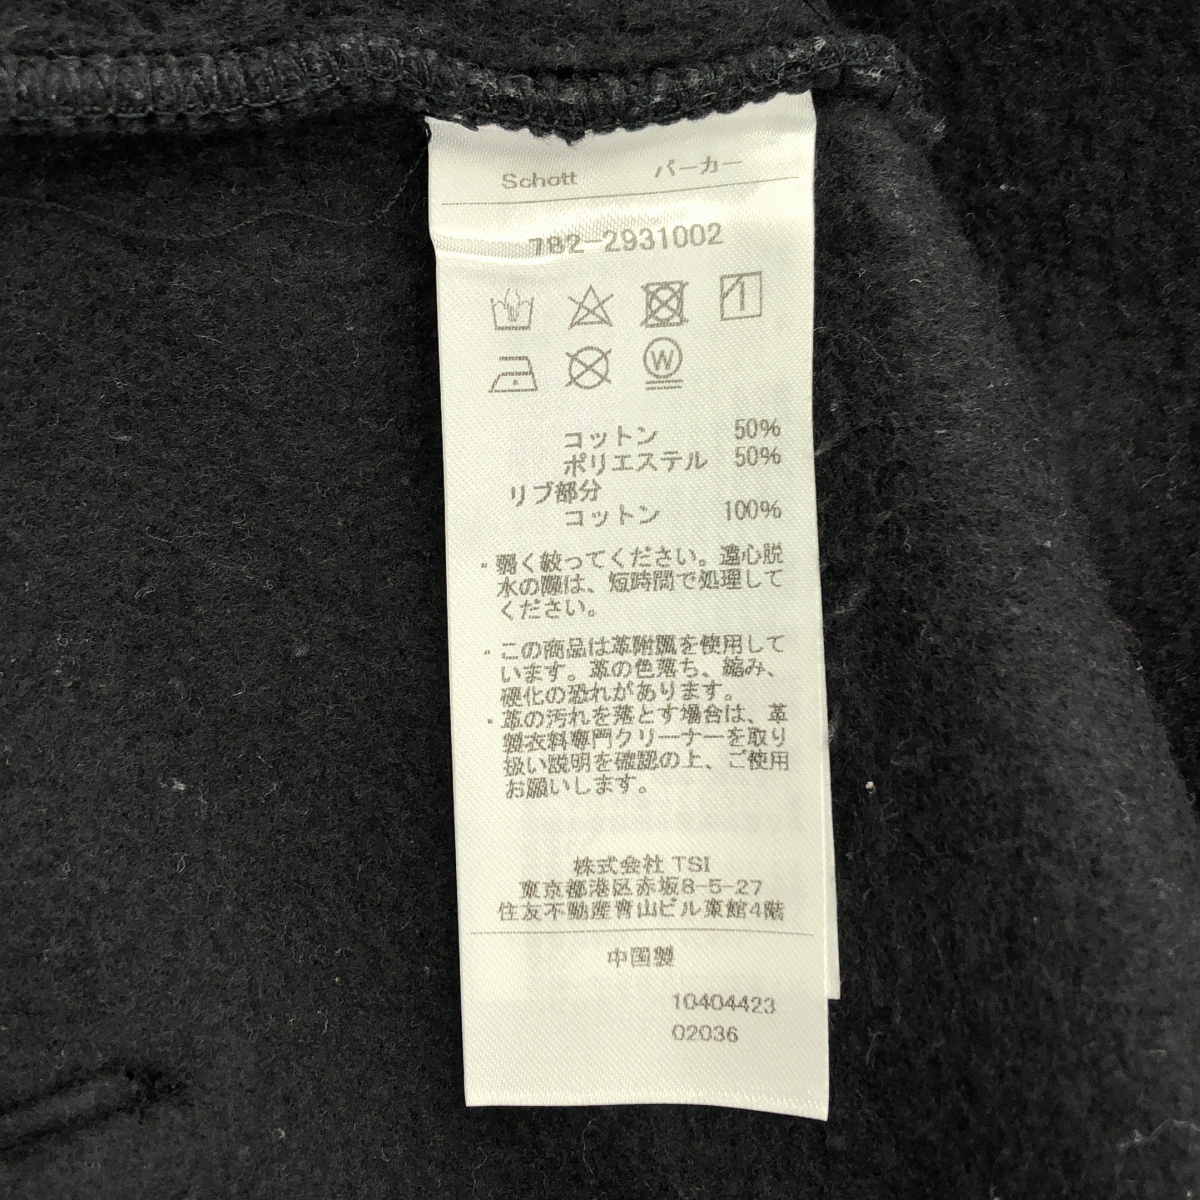 Schott パーカー
782-2931002
W
コットン 50%
ポリエステル 50%
リブ部分
コットン 100%
・弱く絞ってください。遠心脱
水の際は、短時間で処理して
ください。
・この商品は革附属を使用して
います。革の色落ち、縮み、
硬化の恐れがあります。
・革の汚れを落とす場合は、革
製衣料専門クリーナーを取り
扱い説明を確認の上、ご使用
お願いします。
株式会社 TSI
東京都港区赤坂8-5-27
住友不動産青山ビル東館4階
中国製
10404423
02036